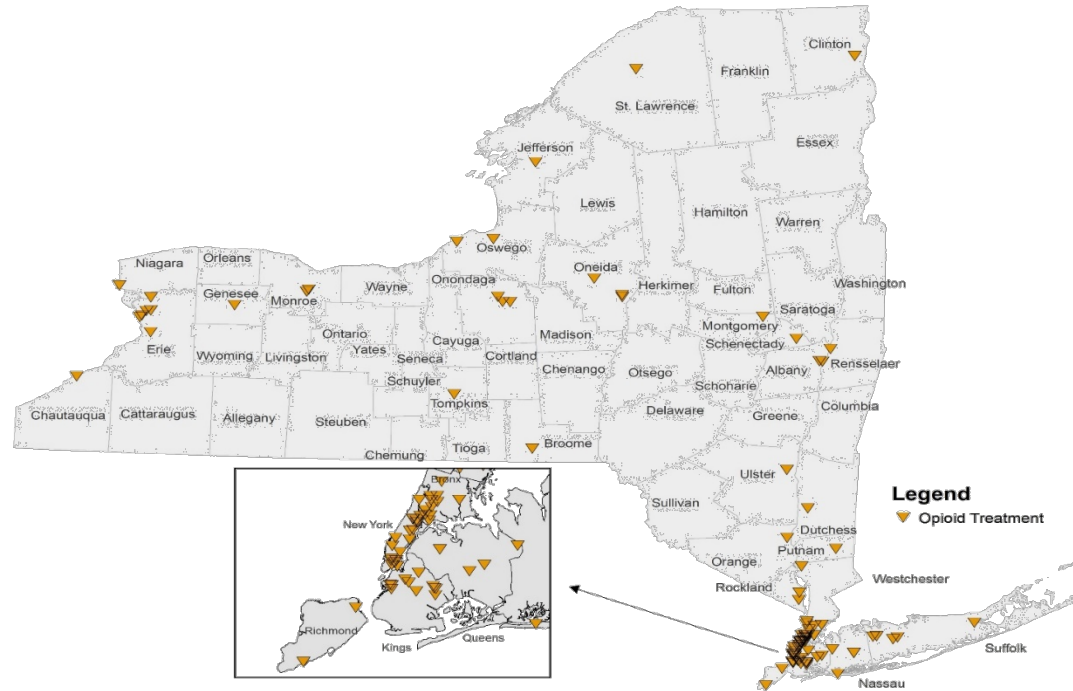 Clinton
Franklin
St. Lawrence
Essex
Jefferson
Lewis
Hamilton
Warren
Oswego
Niagara
Orleans
Oneida
Washington
Onondaga
Herkimer
Fulton
Genesee
Monroe
Wayne
Saratoga
Montgomery
Ontario
Madison
Schenectady
Cayuga
Erie
Wyoming
Livingston
Yates
Seneca
Cortland
Rensselaer
Chenango
Otsego
Albany
Schuyler
Schoharie
Tompkins
Columbia
Chautauqua
Cattaraugus
Allegany
Steuben
Delaware
Greene
Chemung
Tioga
Broome
Ulster
Bronx
Sullivan
Legend
Opioid Treatment
New York
Dutchess
Putnam
Orange
Westchester
Rockland
Richmond
Kings
Queens
Suffolk
Nassau